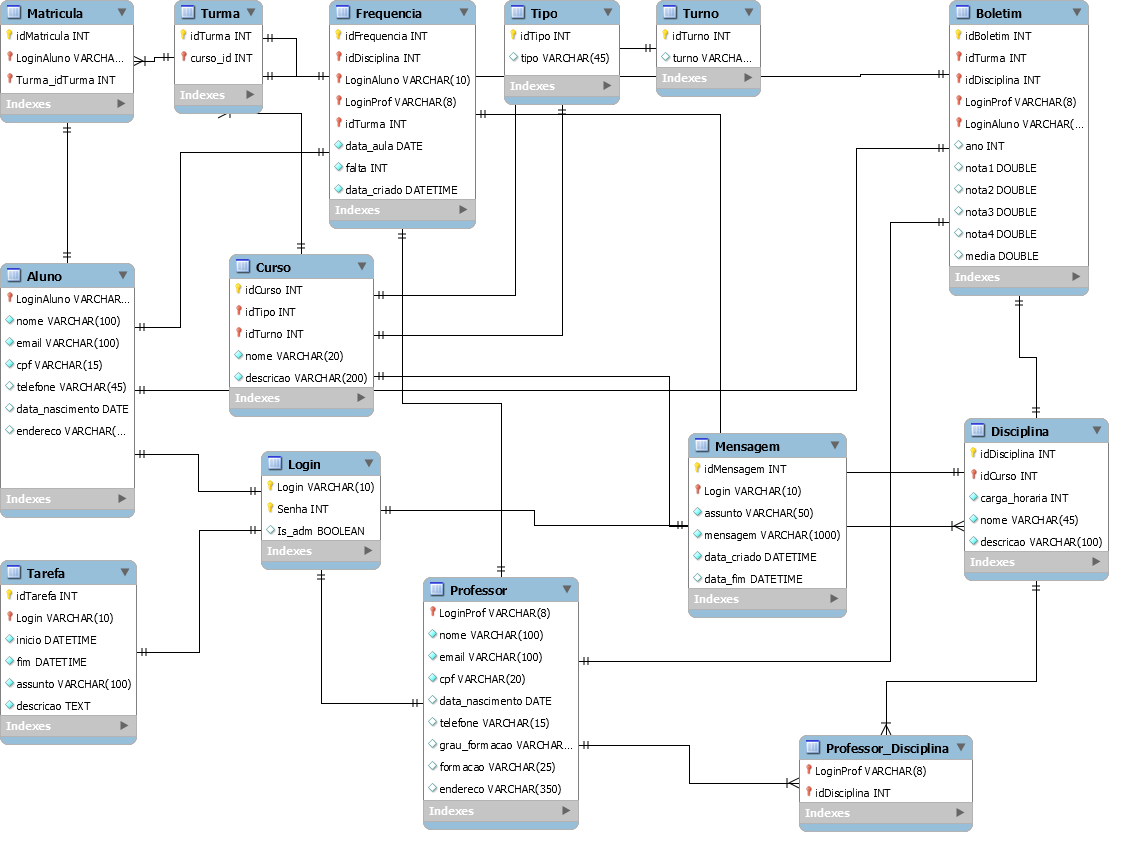 Matricula
idMatricula INT
LoginAluno VARCHA...
Turma_idTurma INT
Indexes
Turma
idTurma INT
curso_id INT
Indexes
Frequencia
idFrequencia INT
idDisciplina INT
LoginAluno VARCHAR(10)
LoginProf VARCHAR(8)
idTurma INT
data_aula DATE
falta INT
data_criado DATETIME
Indexes
Tipo
idTipo INT
tipo VARCHAR(45)
Indexes
Turno
idTurno INT
turno VARCHA...
Indexes
Boletim
idBoletim INT
idTurma INT
idDisciplina INT
LoginProf VARCHAR(8)
LoginAluno VARCHAR(...
ano INT
nota1 DOUBLE
nota2 DOUBLE
nota3 DOUBLE
nota4 DOUBLE
media DOUBLE
Indexes
Aluno
LoginAluno VARCHAR...
nome VARCHAR(100)
email VARCHAR(100)
cpf VARCHAR(15)
telefone VARCHAR(45)
data_nascimento DATE
endereco VARCHAR(...
Indexes
Curso
idCurso INT
idTipo INT
idTurno INT
nome VARCHAR(20)
descricao VARCHAR(200)
Indexes
Login
Login VARCHAR(10)
Senha INT
Is_adm BOOLEAN
Indexes
Mensagem
idMensagem INT
Login VARCHAR(10)
assunto VARCHAR(50)
mensagem VARCHAR(1000)
data_criado DATETIME
data_fim DATETIME
Indexes
Disciplina
idDisciplina INT
idCurso INT
carga_horaria INT
nome VARCHAR(45)
descricao VARCHAR(100)
Indexes
Tarefa
idTarefa INT
Login VARCHAR(10)
inicio DATETIME
fim DATETIME
assunto VARCHAR(100)
descricao TEXT
Indexes
Professor
LoginProf VARCHAR(8)
nome VARCHAR(100)
email VARCHAR(100)
cpf VARCHAR(20)
data_nascimento DATE
telefone VARCHAR(15)
grau_formacao VARCHAR...
formacao VARCHAR(25)
endereco VARCHAR(350)
Indexes
Professor_Disciplina
LoginProf VARCHAR(8)
idDisciplina INT
Indexes